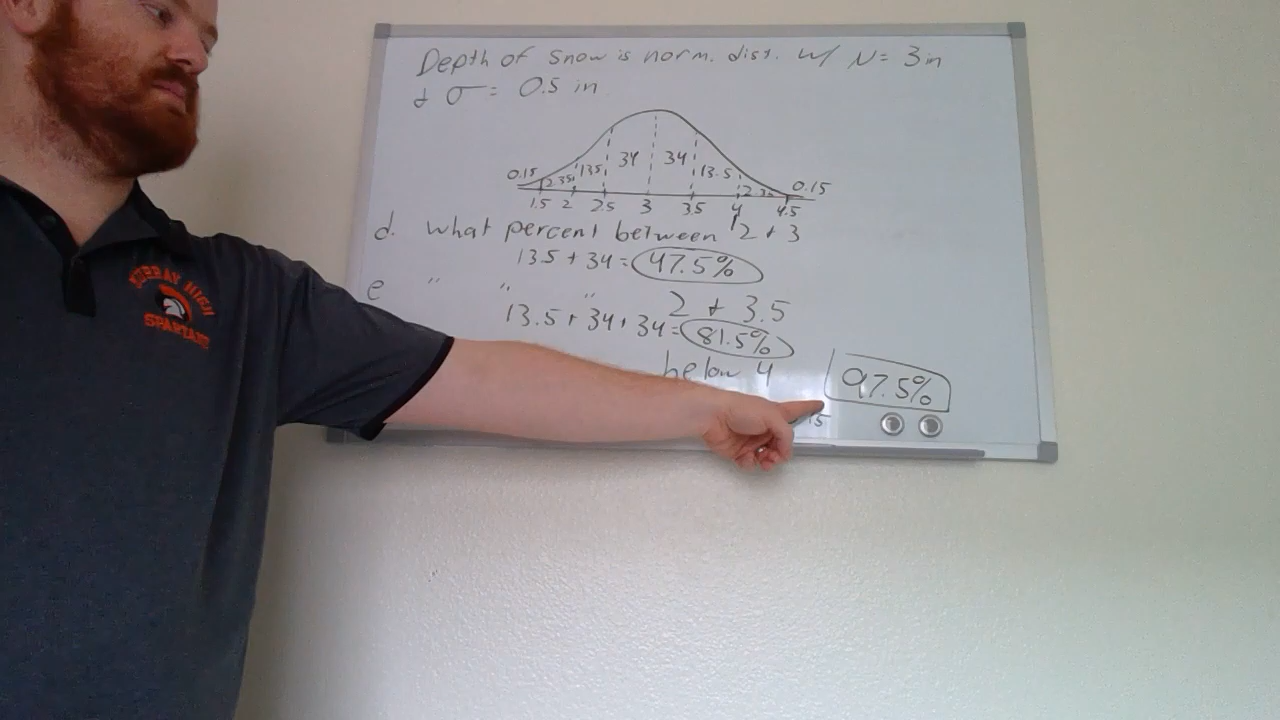 Depth of snow is norm. dist. w/ μ = 3 in
& σ = 0.5 in
34 34
0.15 2.35 13.5 13.5 2.35 0.15
1.5 2 2.5 3 3.5 4 4.5
d. what percent between 2 + 3
13.5 + 34 = 47.5%
e " " " 2 + 3.5
13.5 + 34 + 34 = 81.5%
below 4
97.5%
15
MURRAY HIGH
SPARTANS